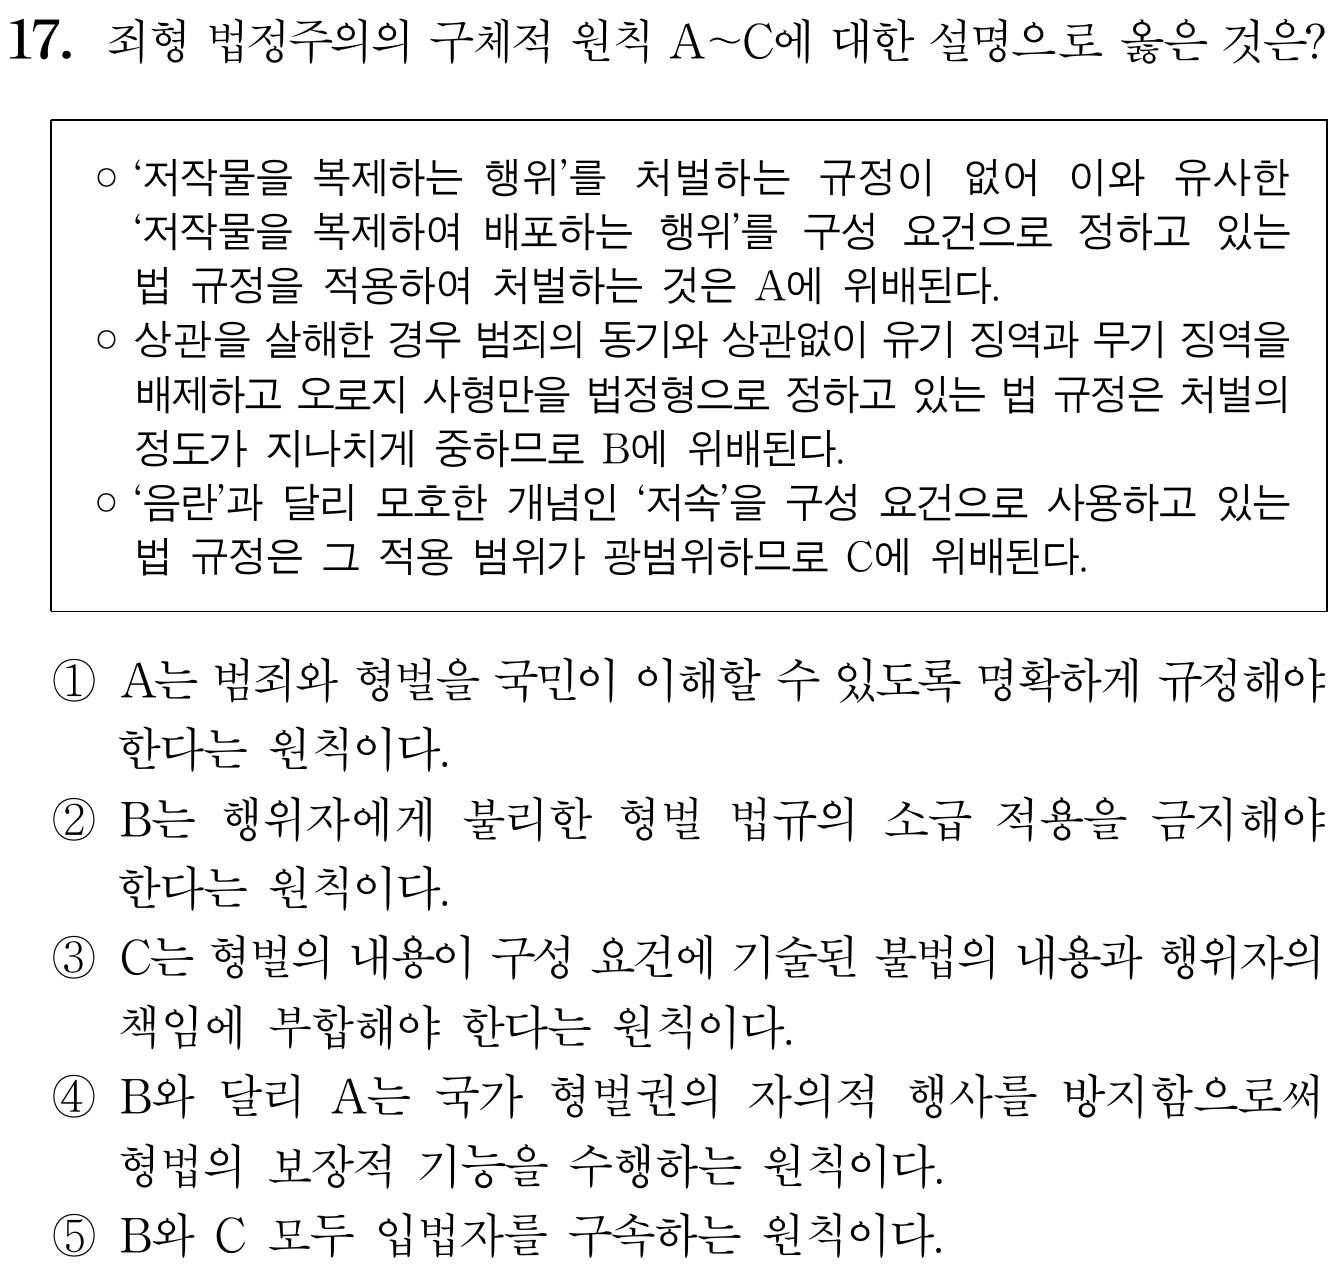 17. 죄형 법정주의의 구체적 원칙 A~C에 대한 설명으로 옳은 것은?
○ ‘저작물을 복제하는 행위’를 처벌하는 규정이 없어 이와 유사한
‘저작물을 복제하여 배포하는 행위’를 구성 요건으로 정하고 있는
법 규정을 적용하여 처벌하는 것은 A에 위배된다.
○ 상관을 살해한 경우 범죄의 동기와 상관없이 유기 징역과 무기 징역을
배제하고 오로지 사형만을 법정형으로 정하고 있는 법 규정은 처벌의
정도가 지나치게 중하므로 B에 위배된다.
○ ‘음란’과 달리 모호한 개념인 ‘저속’을 구성 요건으로 사용하고 있는
법 규정은 그 적용 범위가 광범위하므로 C에 위배된다.
① A는 범죄와 형벌을 국민이 이해할 수 있도록 명확하게 규정해야
한다는 원칙이다.
② B는 행위자에게 불리한 형벌 법규의 소급 적용을 금지해야
한다는 원칙이다.
③ C는 형벌의 내용이 구성 요건에 기술된 불법의 내용과 행위자의
책임에 부합해야 한다는 원칙이다.
④ B와 달리 A는 국가 형벌권의 자의적 행사를 방지함으로써
형법의 보장적 기능을 수행하는 원칙이다.
⑤ B와 C 모두 입법자를 구속하는 원칙이다.